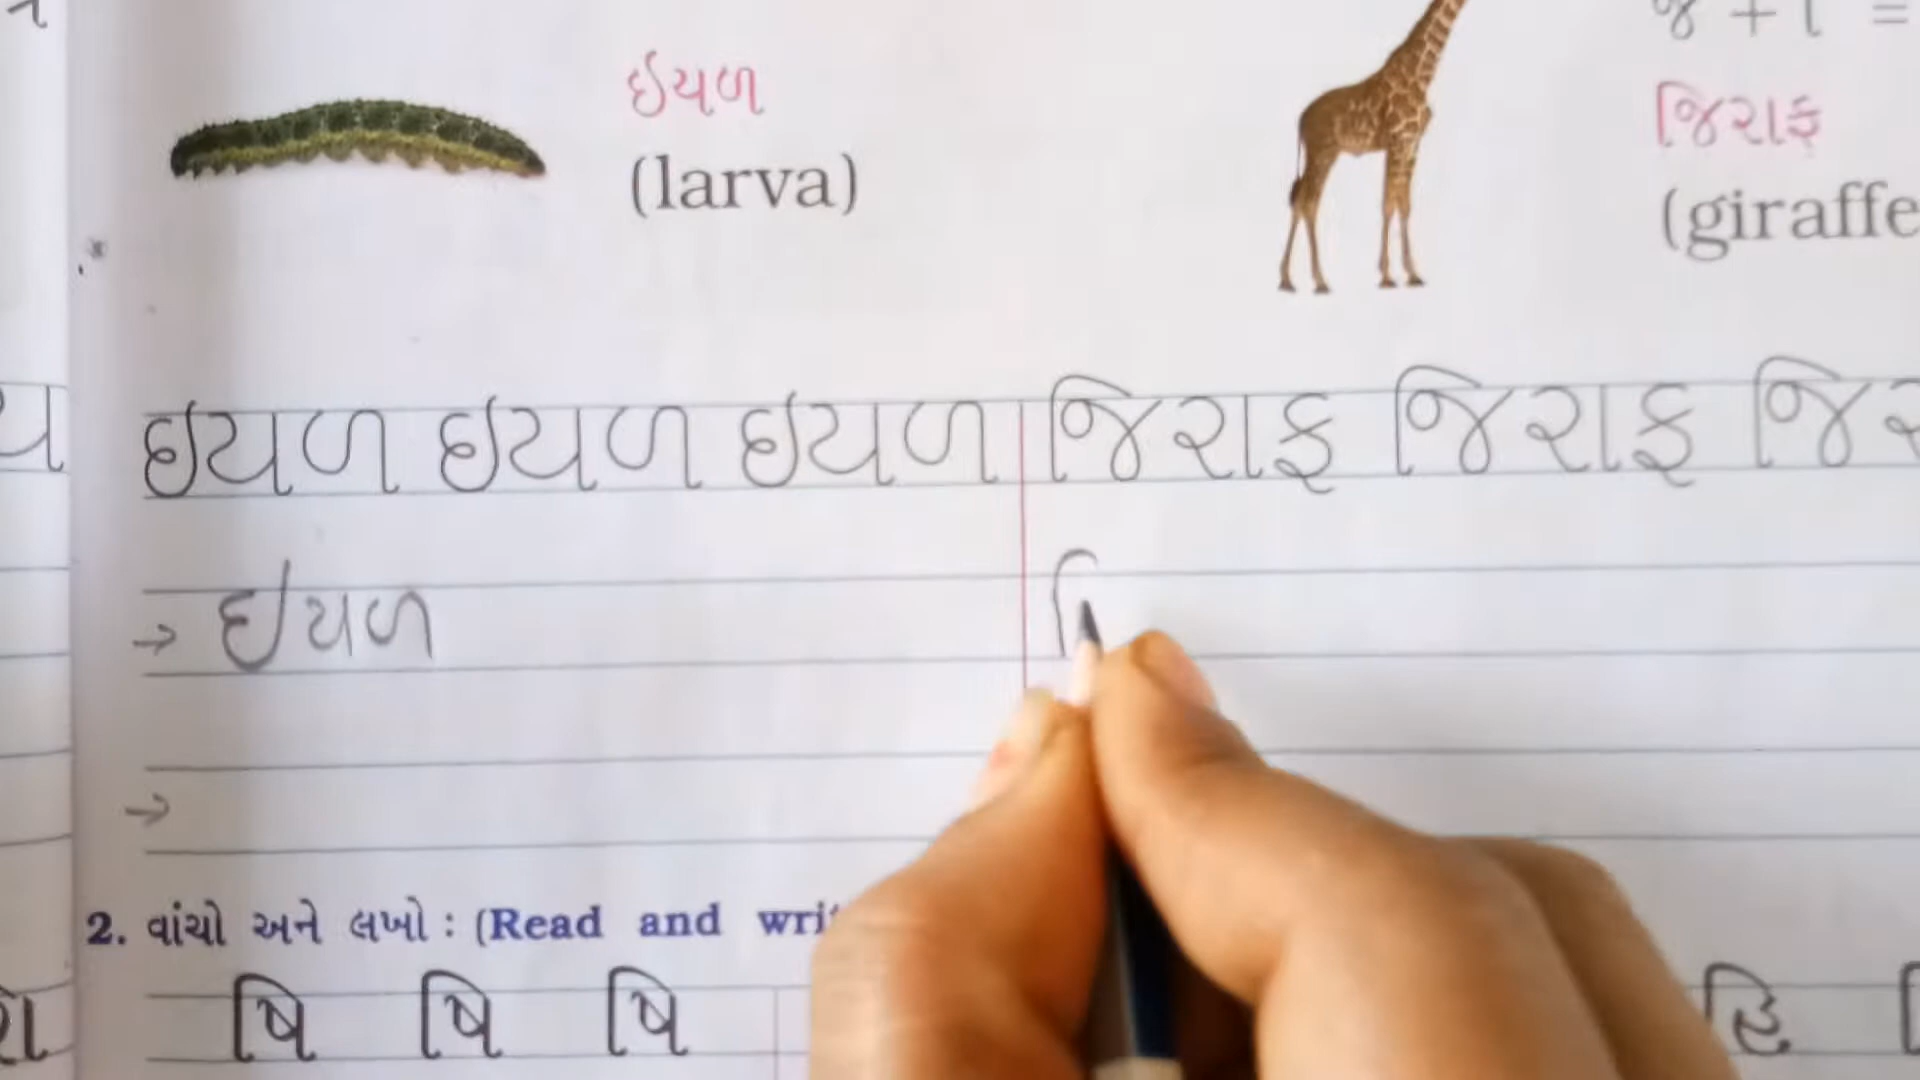 જ + િ =
ઇયળ
(larva)
જિરાફ
(giraffe
ઇયળ ઇયળ ઇયળ જિરાફ જિરાફ જિ
→ ઇયળ િ
→
2. વાંચો અને લખો : (Read and wri
ષિ ષિ ષિ હિ